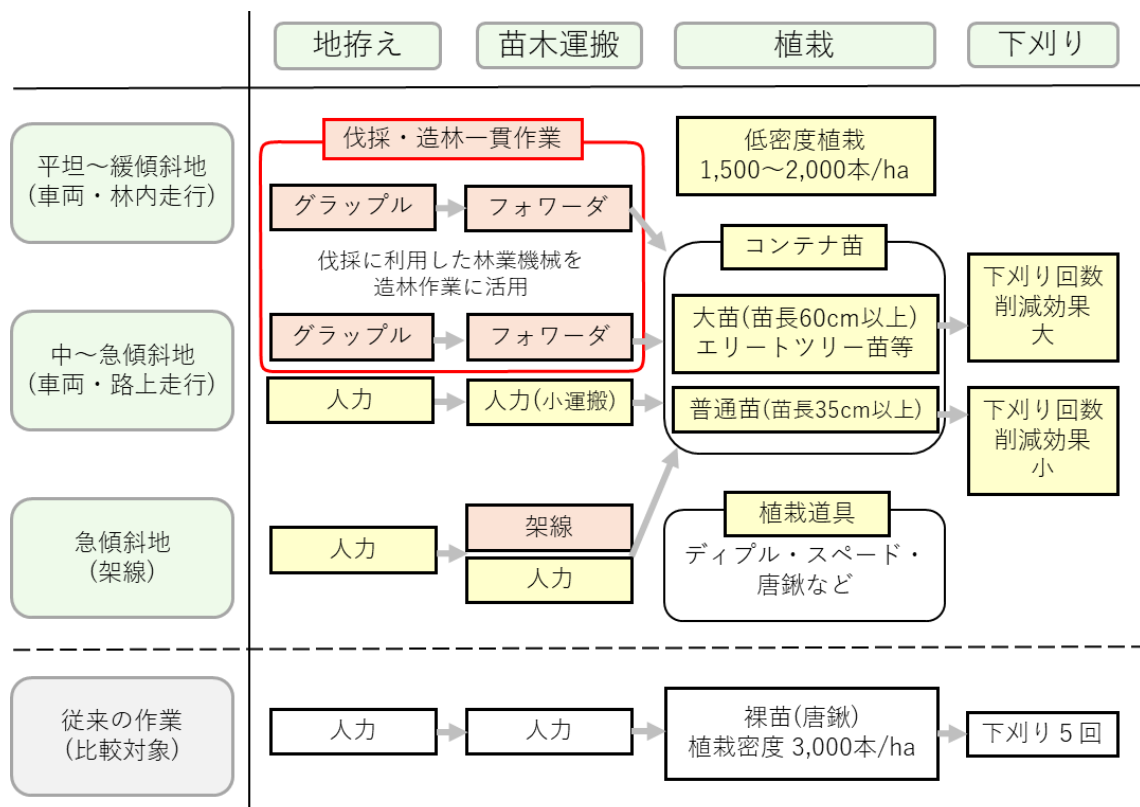 地拵え
苗木運搬
植栽
下刈り
平坦～緩傾斜地
(車両・林内走行)
伐採・造林一貫作業
グラップル
フォワーダ
伐採に利用した林業機械を
造林作業に活用
低密度植栽
1,500～2,000本/ha
コンテナ苗
中～急傾斜地
(車両・路上走行)
グラップル
フォワーダ
大苗(苗長60cm以上)
エリートツリー苗等
下刈り回数
削減効果
大
人力
人力(小運搬)
普通苗(苗長35cm以上)
下刈り回数
削減効果
小
急傾斜地
(架線)
人力
架線
人力
植栽道具
ディプル・スペード・
唐鍬など
従来の作業
(比較対象)
人力
人力
裸苗(唐鍬)
植栽密度 3,000本/ha
下刈り５回